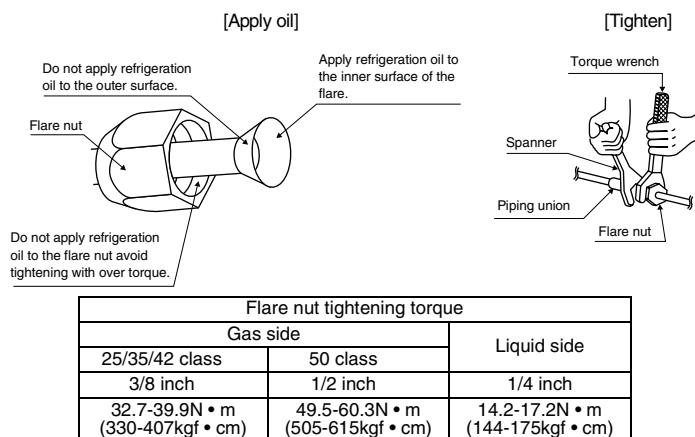 [Apply oil]
[Tighten]
Do not apply refrigeration
oil to the outer surface.
Apply refrigeration oil to
the inner surface of the
flare.
Flare nut
Do not apply refrigeration
oil to the flare nut avoid
tightening with over torque.
Torque wrench
Spanner
Piping union
Flare nut
Flare nut tightening torque
Gas side
Liquid side
25/35/42 class
50 class
3/8 inch
1/2 inch
1/4 inch
32.7-39.9N • m
(330-407kgf • cm)
49.5-60.3N • m
(505-615kgf • cm)
14.2-17.2N • m
(144-175kgf • cm)